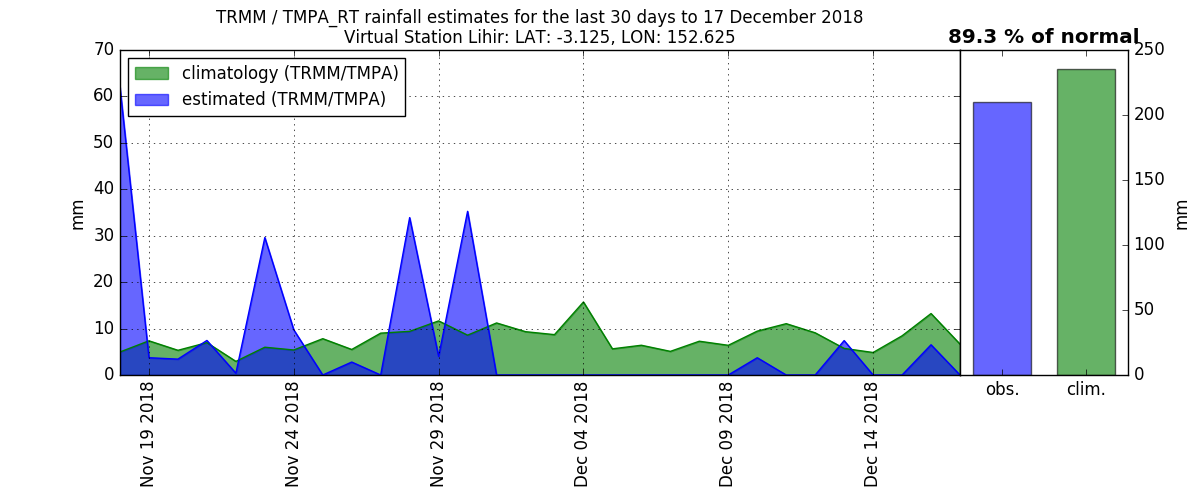 TRMM / TMPA_RT rainfall estimates for the last 30 days to 17 December 2018
Virtual Station Lihir: LAT: -3.125, LON: 152.625
89.3 % of normal
climatology (TRMM/TMPA)
estimated (TRMM/TMPA)
70
60
50
40
30
20
10
0
mm
Nov 19 2018
Nov 24 2018
Nov 29 2018
Dec 04 2018
Dec 09 2018
Dec 14 2018
250
200
150
100
50
0
mm
obs.
clim.